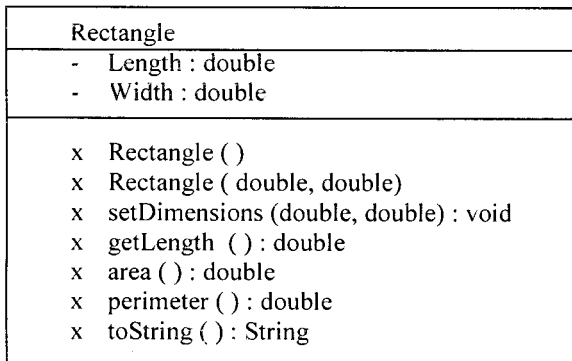 Rectangle
- Length : double
- Width : double
x Rectangle ( )
x Rectangle ( double, double)
x setDimensions (double, double) : void
x getLength ( ) : double
x area ( ) : double
x perimeter ( ) : double
x toString ( ) : String